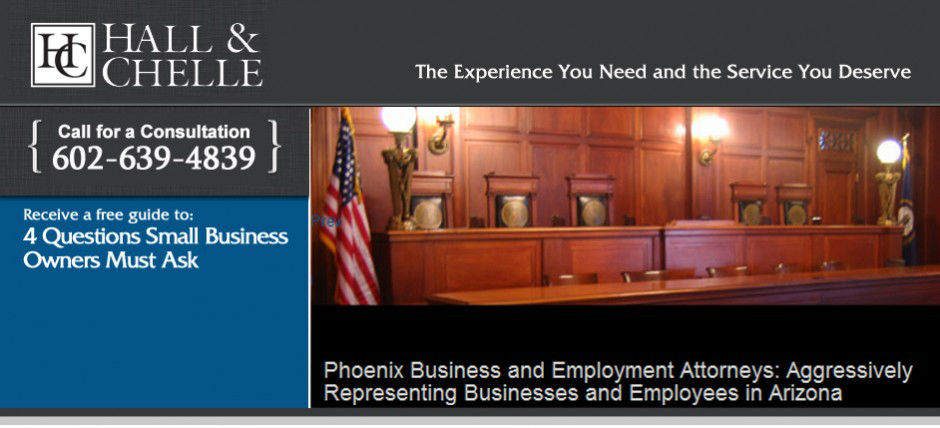 HC
HALL &
CHELLE
The Experience You Need and the Service You Deserve
{ Call for a Consultation }
602-639-4839
Receive a free guide to:
4 Questions Small Business
Owners Must Ask
Prev
Phoenix Business and Employment Attorneys: Aggressively
Representing Businesses and Employees in Arizona